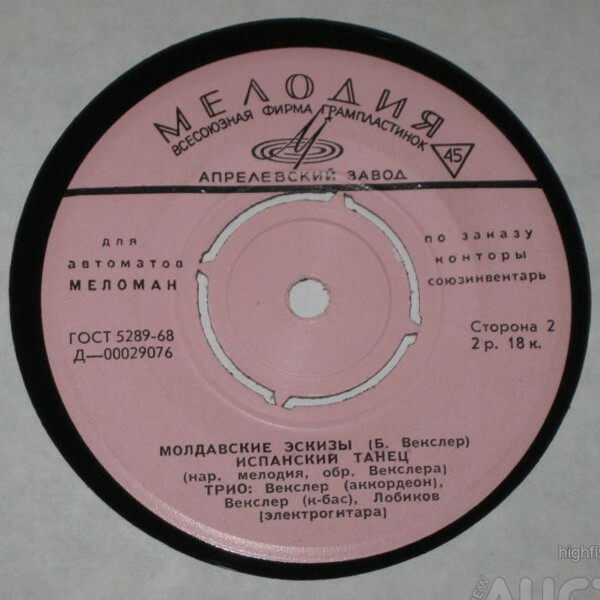 МЕЛОДИЯ
ВСЕСОЮЗНАЯ ФИРМА ГРАМПЛАСТИНОК
45
АПРЕЛЕВСКИЙ ЗАВОД
для
автоматов
МЕЛОМАН
по заказу
конторы
союзинвентарь
ГОСТ 5289-68
Д—00029076
Сторона 2
2 р. 18 к.
МОЛДАВСКИЕ ЭСКИЗЫ (Б. Векслер)
ИСПАНСКИЙ ТАНЕЦ
(нар. мелодия, обр. Векслера)
ТРИО: Векслер (аккордеон),
Векслер (к-бас), Лобиков
(электрогитара)